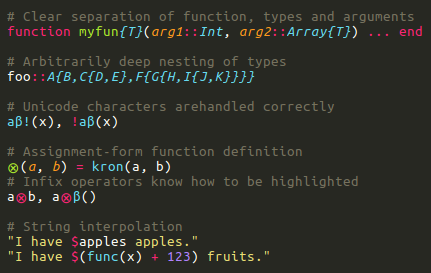 # Clear separation of function, types and arguments
function myfun{T}(arg1::Int, arg2::Array{T}) ... end
# Arbitrarily deep nesting of types
foo::A{B,C{D,E},F{G{H,I{J,K}}}}
# Unicode characters arehandled correctly
aβ!(x), !aβ(x)
# Assignment-form function definition
⊗(a, b) = kron(a, b)
# Infix operators know how to be highlighted
a⊗b, a⊗β()
# String interpolation
"I have $apples apples."
"I have $(func(x) + 123) fruits."